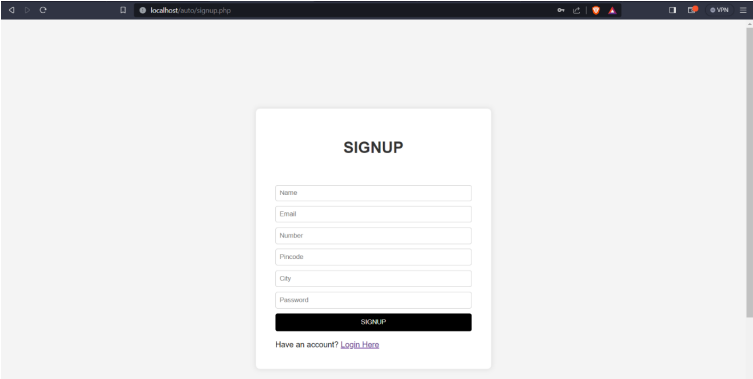 localhost/auto/signup.php
VPN
SIGNUP
Name
Email
Number
Pincode
City
Password
SIGNUP
Have an account? Login Here